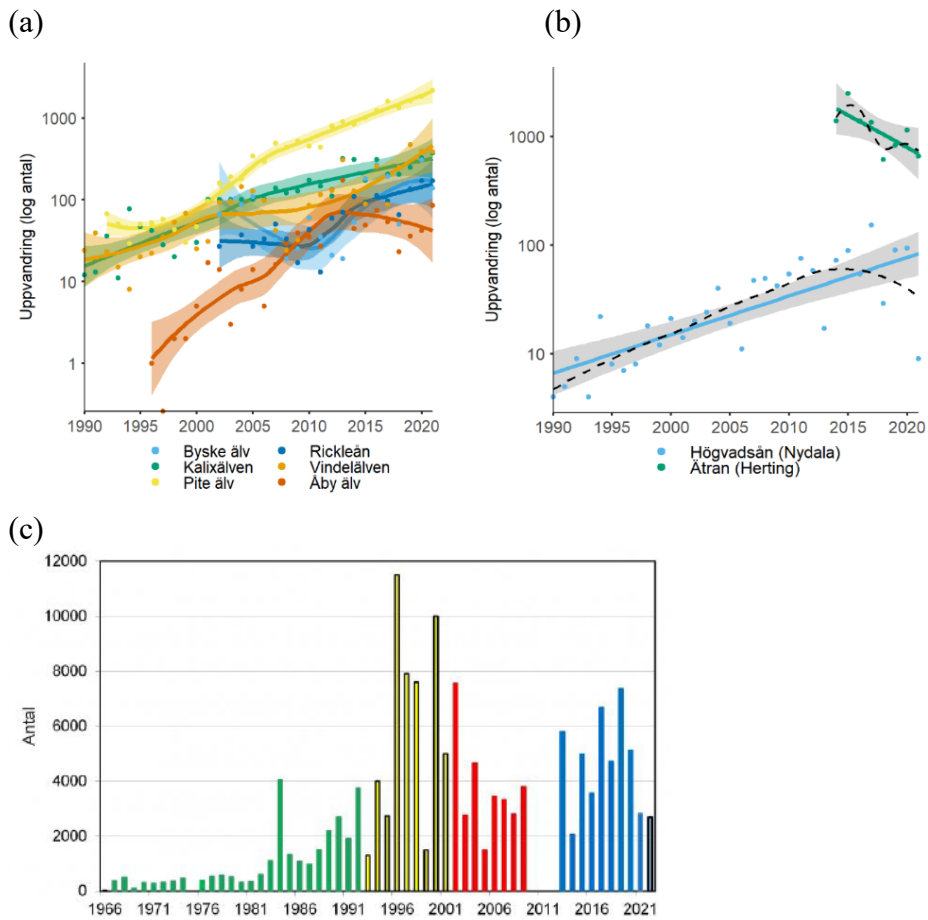 (a)
Uppvandring (log antal)
1000
100
10
1
1990 1995 2000 2005 2010 2015 2020
Byske älv
Kalixälven
Pite älv
Rickleån
Vindelälven
Åby älv
(b)
Uppvandring (log antal)
1000
100
10
1990 1995 2000 2005 2010 2015 2020
Högvadsån (Nydala)
Ätran (Herting)
(c)
Antal
12000
10000
8000
6000
4000
2000
0
1966 1971 1976 1981 1986 1991 1996 2001 2006 2011 2016 2021